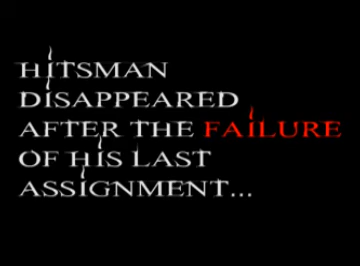 HITSMAN
DISAPPEARED
AFTER THE FAILURE
OF HIS LAST
ASSIGNMENT...